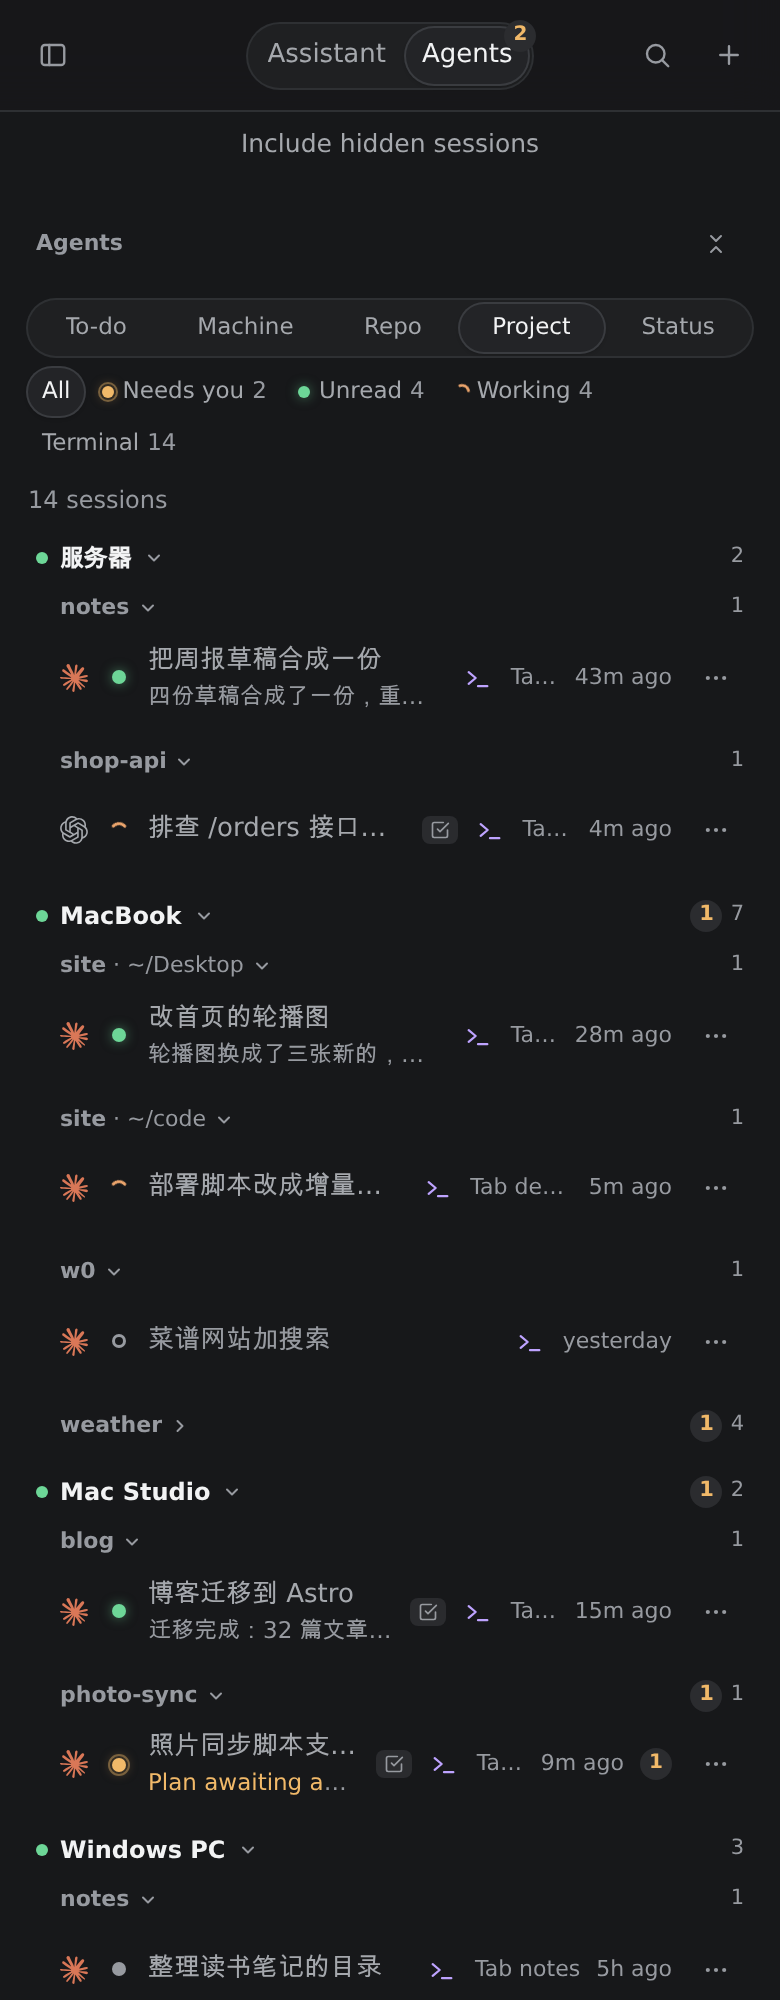 Assistant
Agents
2
Include hidden sessions
Agents
To-do Machine Repo Project Status
All Needs you 2 Unread 4 Working 4
Terminal 14
14 sessions
服务器 2
notes 1
把周报草稿合成一份
四份草稿合成了一份，重…
Ta… 43m ago
shop-api 1
排查 /orders 接口… Ta… 4m ago
MacBook 1 7
site · ~/Desktop 1
改首页的轮播图
轮播图换成了三张新的，…
Ta… 28m ago
site · ~/code 1
部署脚本改成增量… Tab de… 5m ago
w0 1
菜谱网站加搜索 yesterday
weather 1 4
Mac Studio 1 2
blog 1
博客迁移到 Astro
迁移完成：32 篇文章…
Ta… 15m ago
photo-sync 1 1
照片同步脚本支…
Plan awaiting a…
Ta… 9m ago 1
Windows PC 3
notes 1
整理读书笔记的目录 Tab notes 5h ago